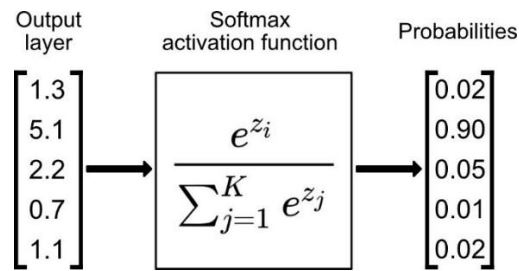 Output
layer
Softmax
activation function
Probabilities
1.3
5.1
2.2
0.7
1.1
e^{z_i}
∑_{j=1}^{K} e^{z_j}
0.02
0.90
0.05
0.01
0.02